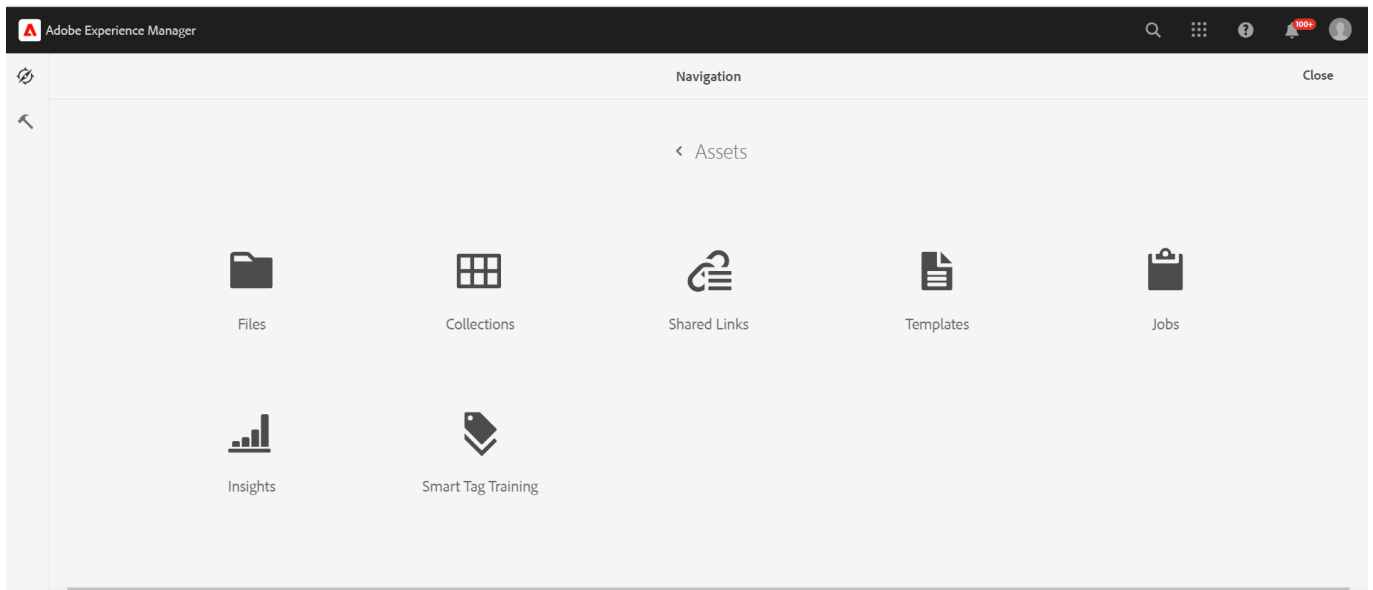 Adobe Experience Manager
100+
Navigation
Close
Assets
Files
Collections
Shared Links
Templates
Jobs
Insights
Smart Tag Training